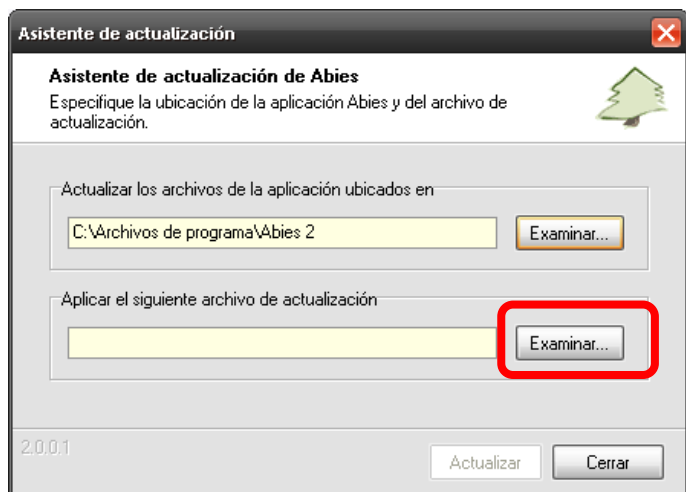 Asistente de actualización
Asistente de actualización de Abies
Especifique la ubicación de la aplicación Abies y del archivo de
actualización.
Actualizar los archivos de la aplicación ubicados en
C:\Archivos de programa\Abies 2
Examinar...
Aplicar el siguiente archivo de actualización
Examinar...
2.0.0.1
Actualizar
Cerrar